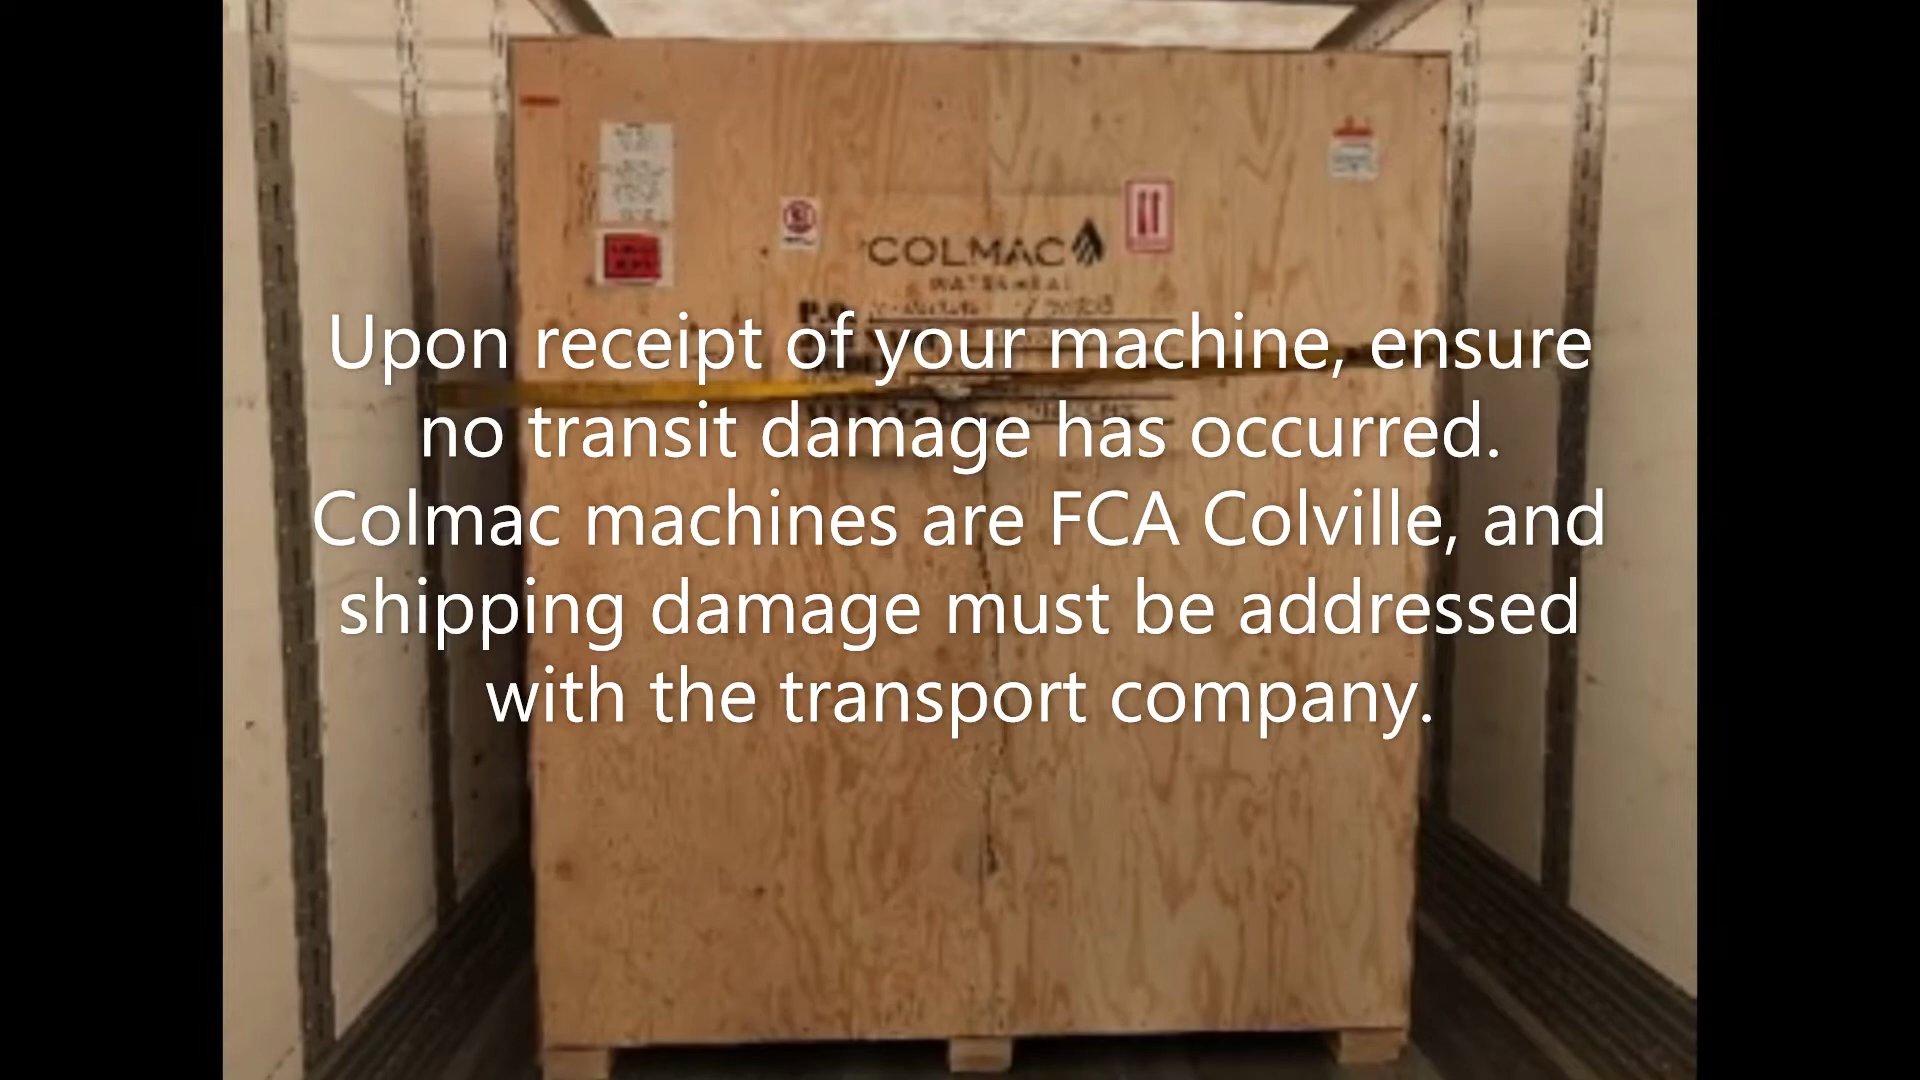 COLMAC
WATERHEAT
P.O.
Upon receipt of your machine, ensure
no transit damage has occurred.
Colmac machines are FCA Colville, and
shipping damage must be addressed
with the transport company.